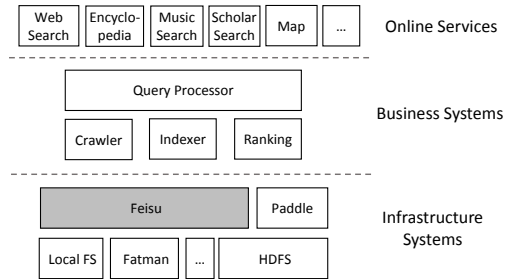 Web
Search
Encyclo-
pedia
Music
Search
Scholar
Search
Map
...
Online Services
Query Processor
Crawler
Indexer
Ranking
Business Systems
Feisu
Paddle
Local FS
Fatman
...
HDFS
Infrastructure
Systems